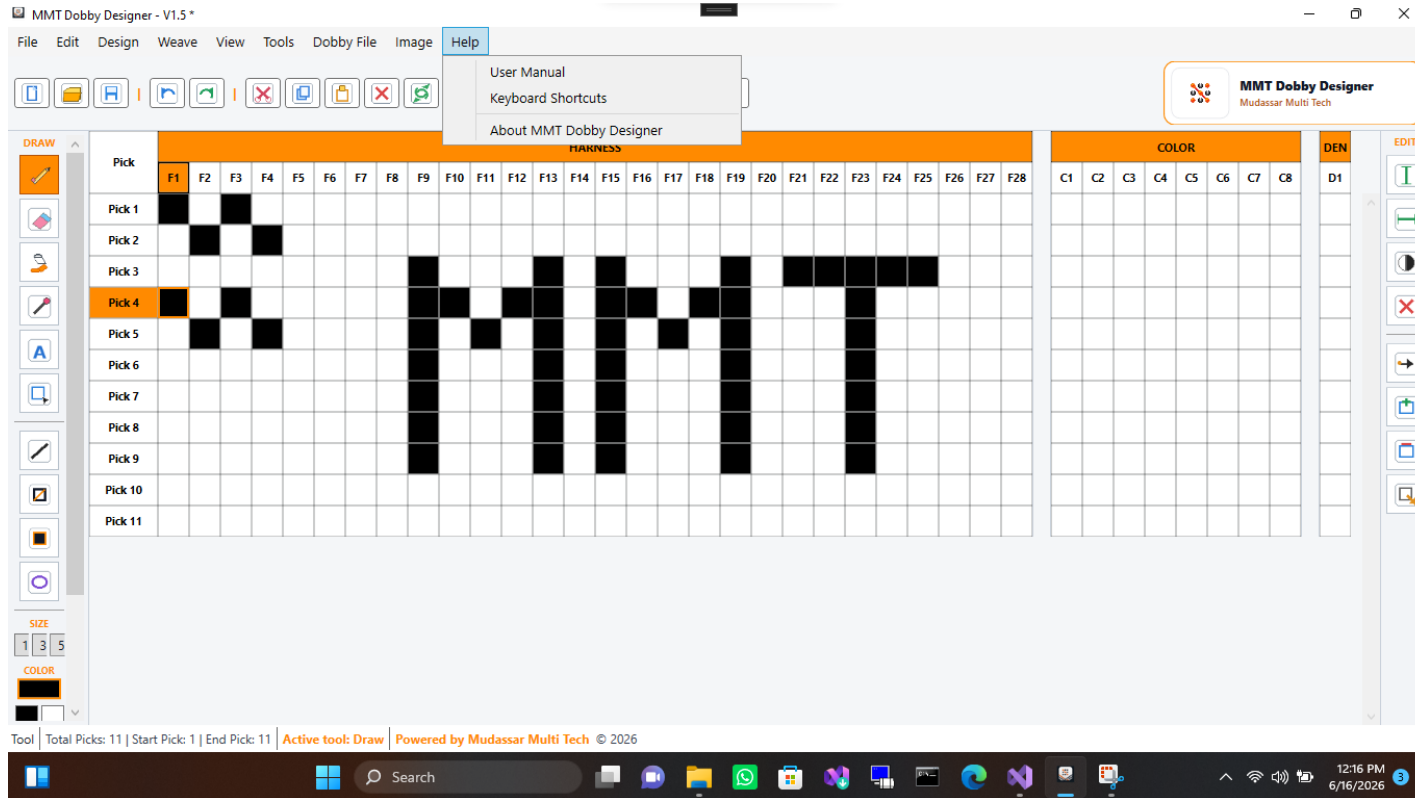 MMT Dobby Designer - V1.5 *
File Edit Design Weave View Tools Dobby File Image Help
User Manual
Keyboard Shortcuts
About MMT Dobby Designer
MMT Dobby Designer
Mudassar Multi Tech
DRAW
Pick HARNESS COLOR DEN
EDIT
F1 F2 F3 F4 F5 F6 F7 F8 F9 F10 F11 F12 F13 F14 F15 F16 F17 F18 F19 F20 F21 F22 F23 F24 F25 F26 F27 F28 C1 C2 C3 C4 C5 C6 C7 C8 D1
Pick 1
Pick 2
Pick 3
Pick 4
Pick 5
Pick 6
Pick 7
Pick 8
Pick 9
Pick 10
Pick 11
MMT
A
SIZE
1 3 5
COLOR
Tool Total Picks: 11 | Start Pick: 1 | End Pick: 11 Active tool: Draw Powered by Mudassar Multi Tech © 2026
Search
12:16 PM
6/16/2026
3